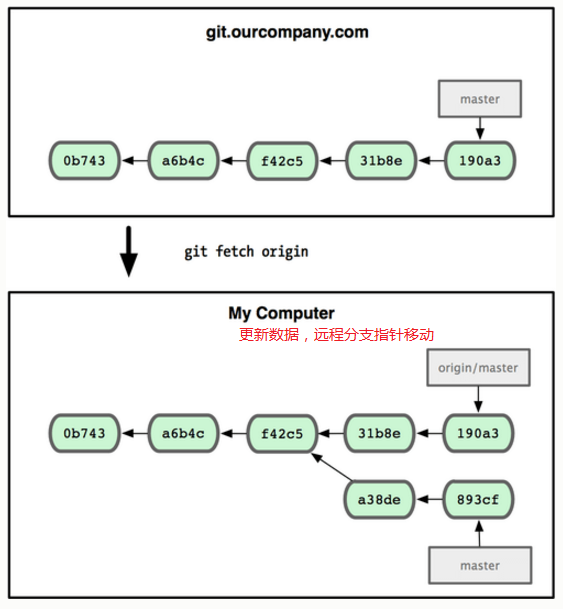 git.ourcompany.com
master
0b743 a6b4c f42c5 31b8e 190a3
git fetch origin
My Computer
更新数据，远程分支指针移动
origin/master
0b743 a6b4c f42c5 31b8e 190a3
a38de 893cf
master